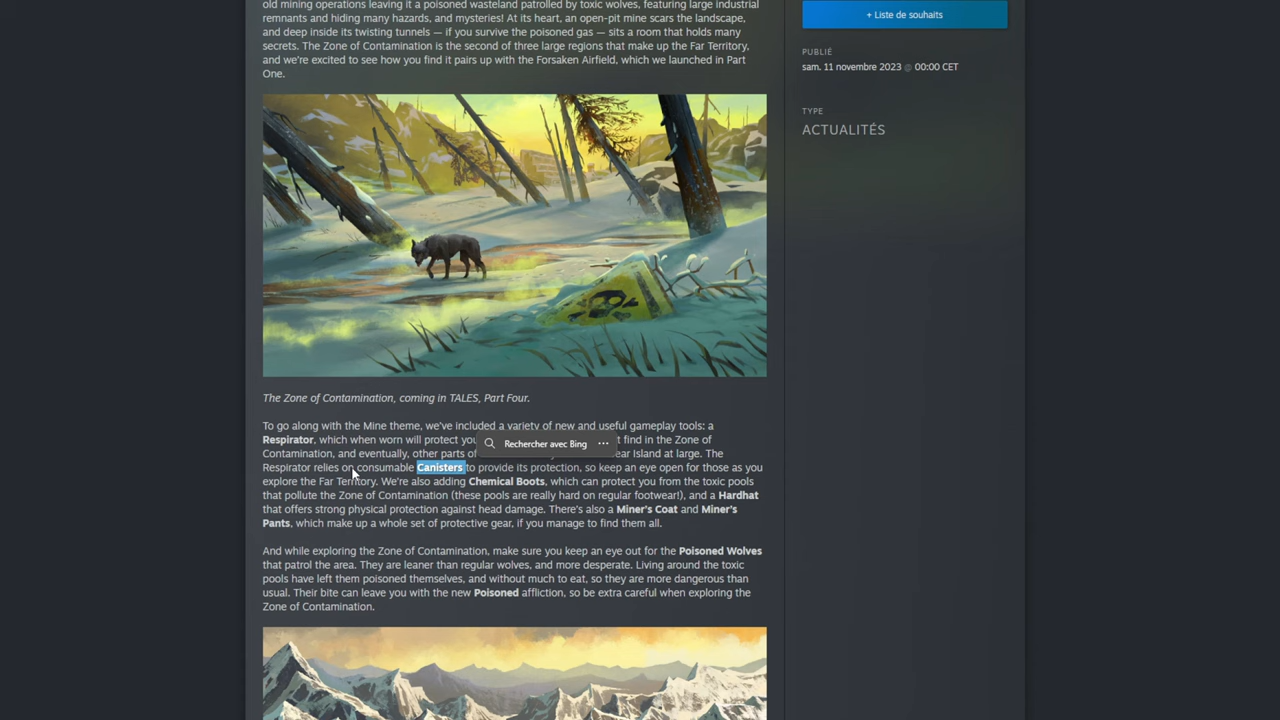 old mining operations leaving it a poisoned wasteland patrolled by toxic wolves, featuring large industrial
remnants and hiding many hazards, and mysteries! At its heart, an open-pit mine scars the landscape,
and deep inside its twisting tunnels — if you survive the poisoned gas — sits a room that holds many
secrets. The Zone of Contamination is the second of three large regions that make up the Far Territory,
and we're excited to see how you find it pairs up with the Forsaken Airfield, which we launched in Part
One.
The Zone of Contamination, coming in TALES, Part Four.
To go along with the Mine theme, we've included a variety of new and useful gameplay tools: a
Respirator, which when worn will protect you find in the Zone of
Contamination, and eventually, other parts of ear Island at large. The
Respirator relies on consumable Canisters to provide its protection, so keep an eye open for those as you
explore the Far Territory. We're also adding Chemical Boots, which can protect you from the toxic pools
that pollute the Zone of Contamination (these pools are really hard on regular footwear!), and a Hardhat
that offers strong physical protection against head damage. There's also a Miner's Coat and Miner's
Pants, which make up a whole set of protective gear, if you manage to find them all.
Rechercher avec Bing ...
And while exploring the Zone of Contamination, make sure you keep an eye out for the Poisoned Wolves
that patrol the area. They are leaner than regular wolves, and more desperate. Living around the toxic
pools have left them poisoned themselves, and without much to eat, so they are more dangerous than
usual. Their bite can leave you with the new Poisoned affliction, so be extra careful when exploring the
Zone of Contamination.
+ Liste de souhaits
PUBLIÉ
sam. 11 novembre 2023 @ 00:00 CET
TYPE
ACTUALITÉS